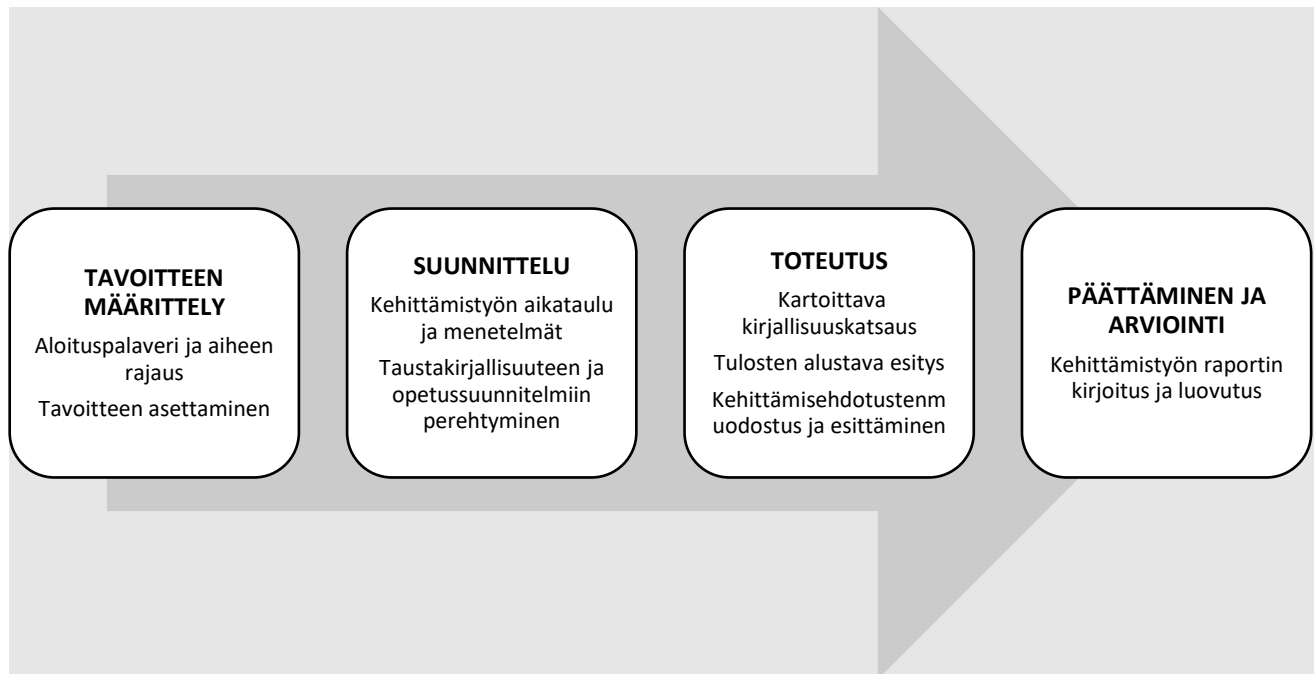 TAVOITTEEN
MÄÄRITTELY
Aloituspalaveri ja aiheen
rajaus
Tavoitteen asettaminen
SUUNNITTELU
Kehittämistyön aikataulu
ja menetelmät
Taustakirjallisuuteen ja
opetussuunnitelmiin
perehtyminen
TOTEUTUS
Kartoittava
kirjallisuuskatsaus
Tulosten alustava esitys
Kehittämisehdotustenm
uodostus ja esittäminen
PÄÄTTÄMINEN JA
ARVIOINTI
Kehittämistyön raportin
kirjoitus ja luovutus